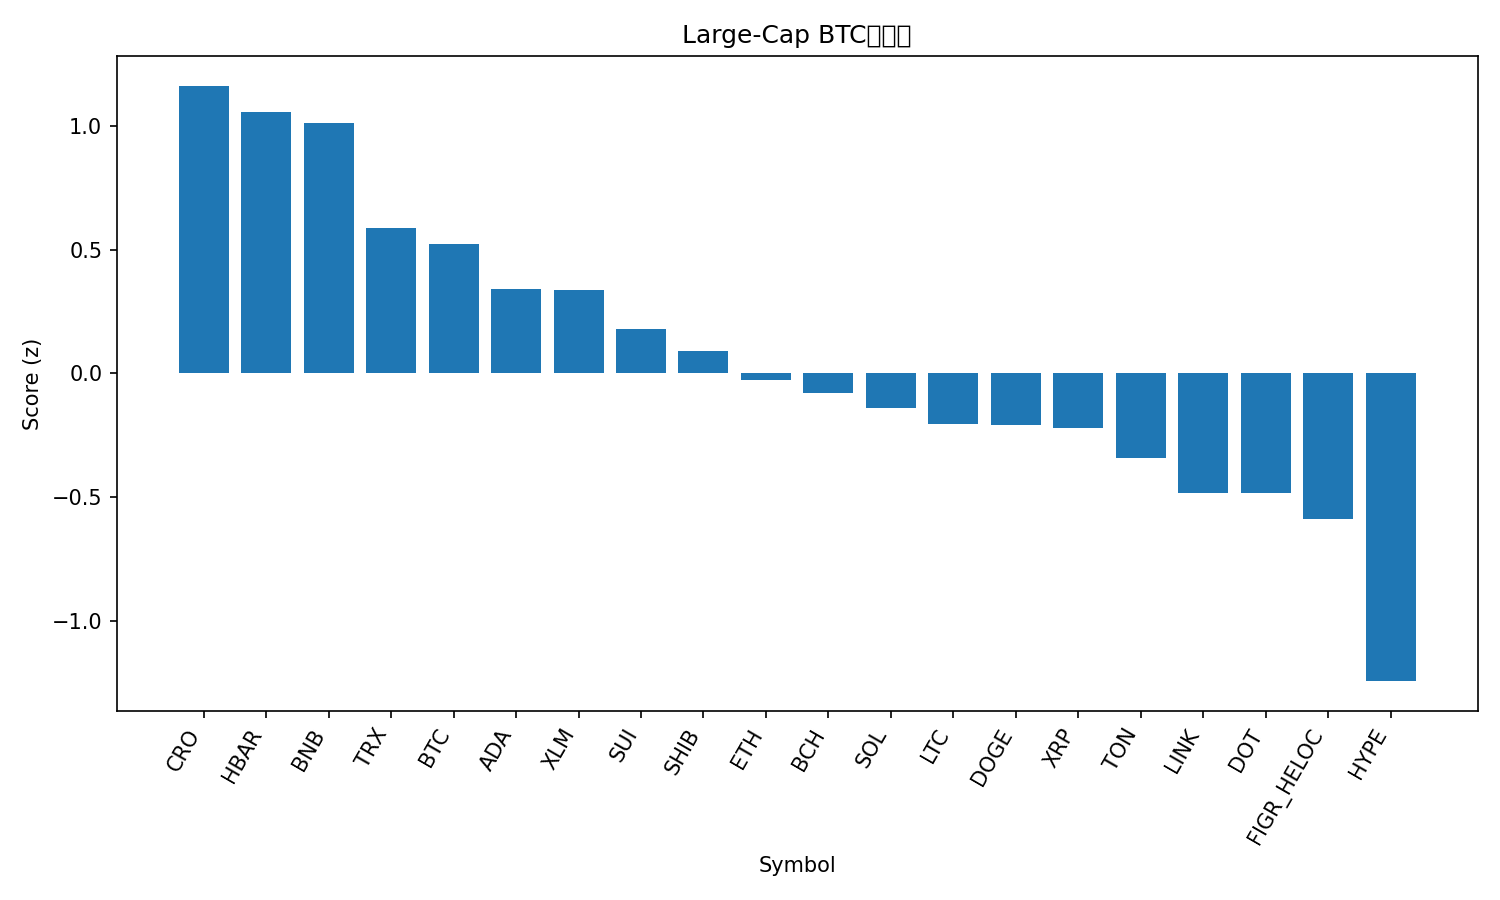 Large-Cap BTC
Score (z)
1.0
0.5
0.0
−0.5
−1.0
CRO
HBAR
BNB
TRX
BTC
ADA
XLM
SUI
SHIB
ETH
BCH
SOL
LTC
DOGE
XRP
TON
LINK
DOT
FIGR_HELOC
HYPE
Symbol